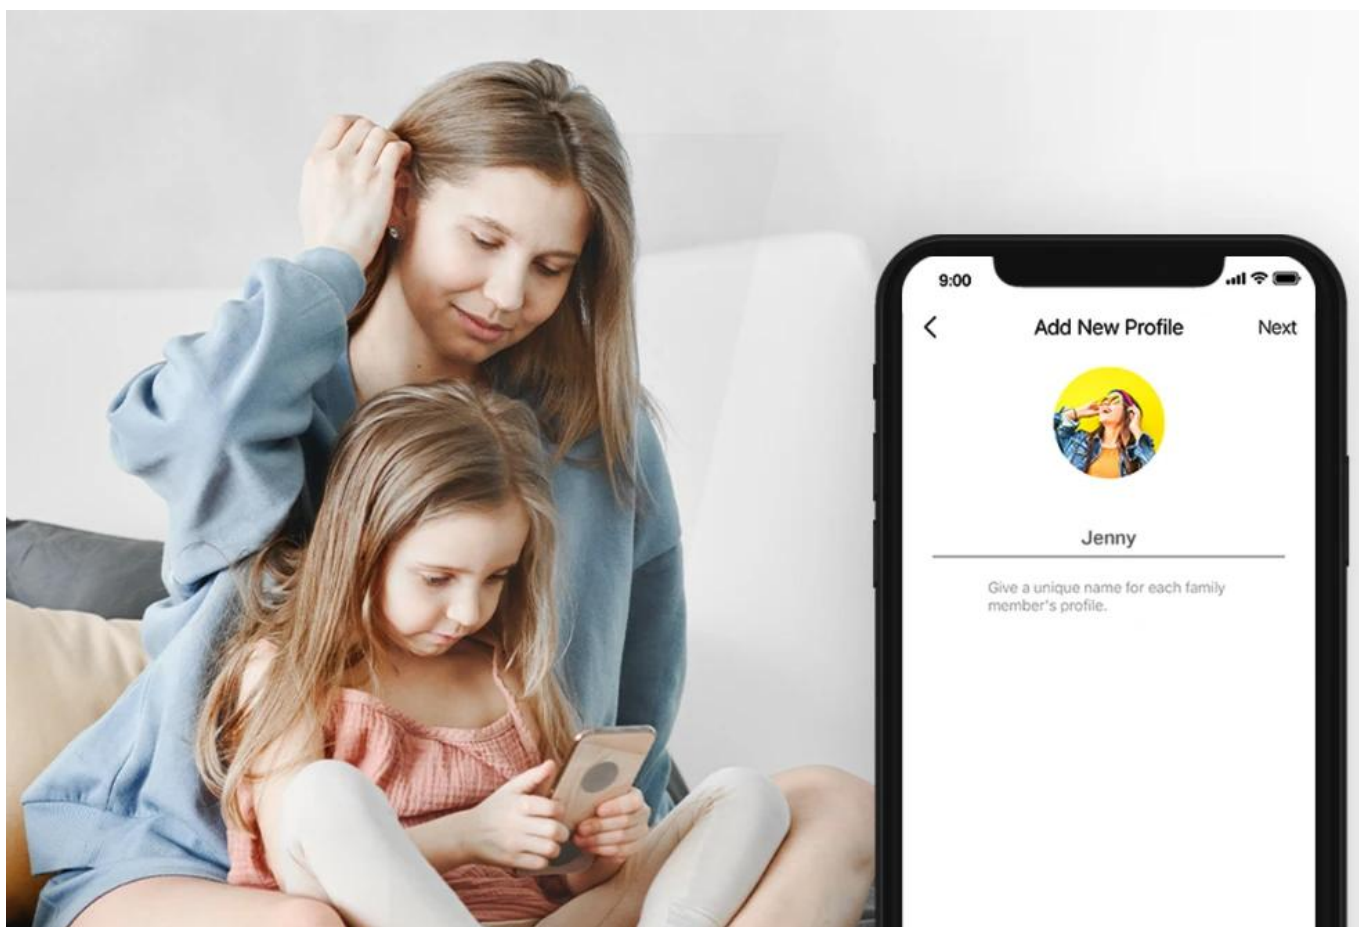 9:00
Add New Profile
Next
Jenny
Give a unique name for each family
member's profile.